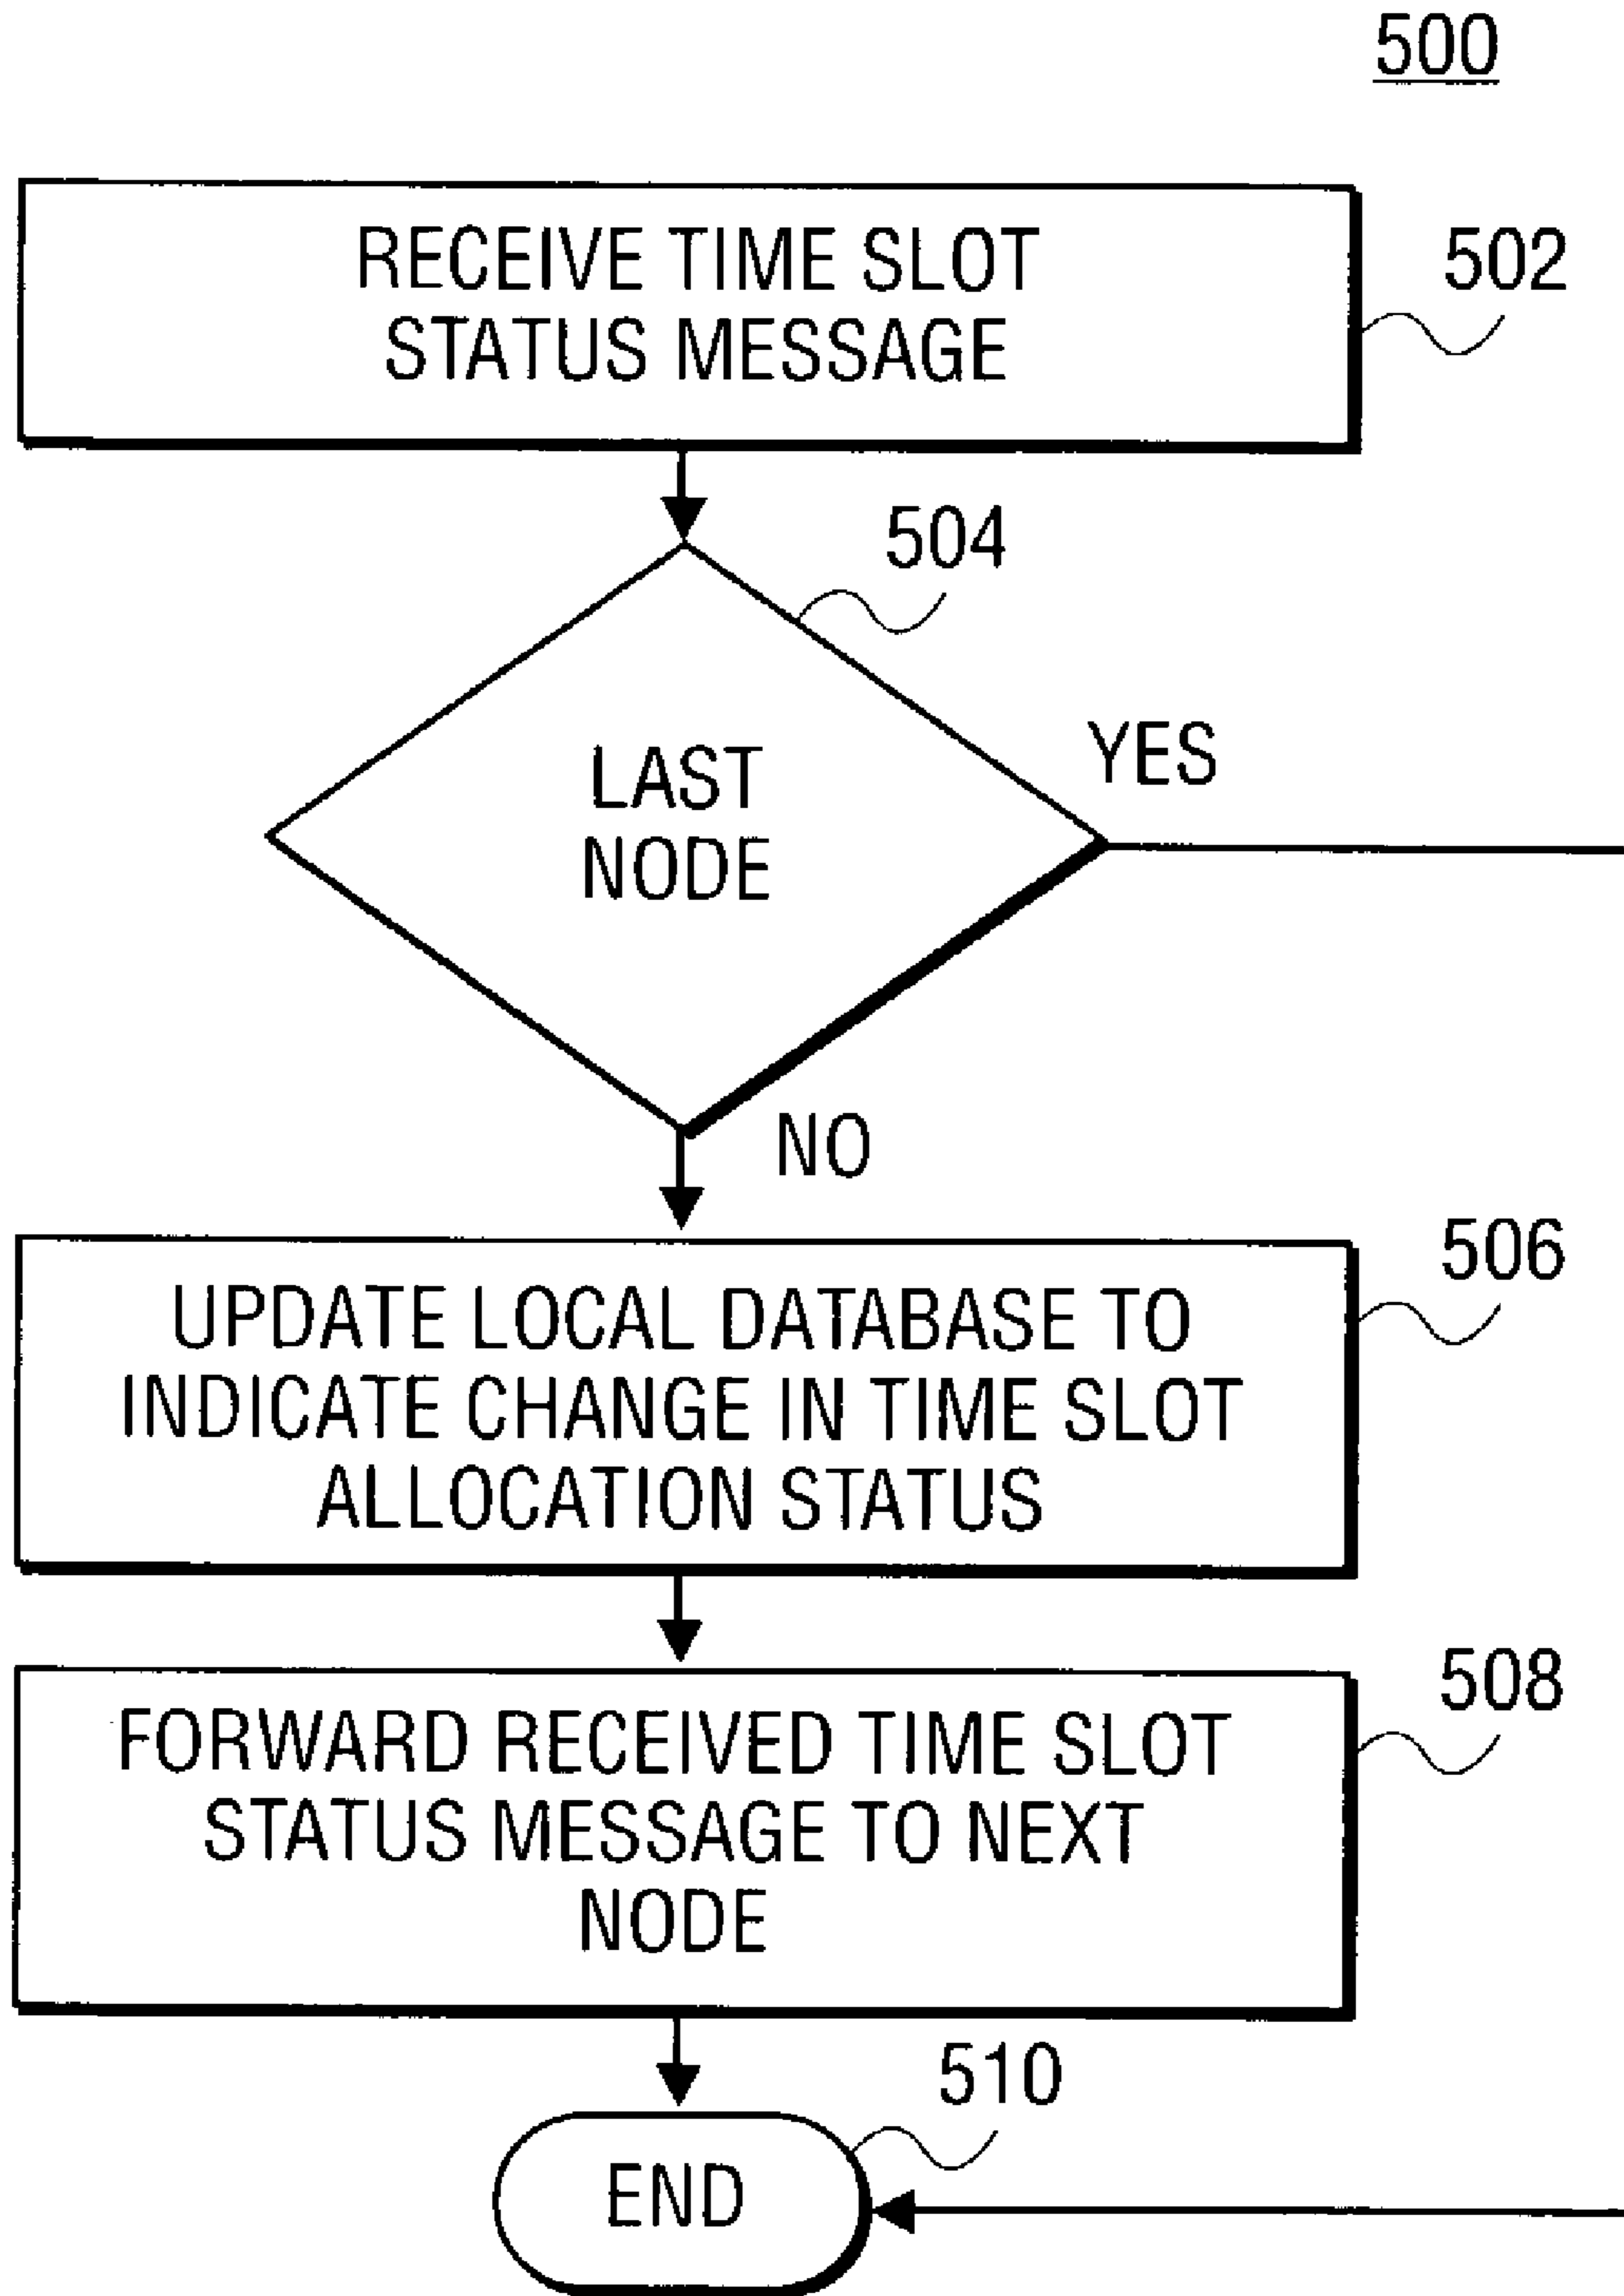 500
RECEIVE TIME SLOT
STATUS MESSAGE
502
504
LAST
NODE
YES
NO
506
UPDATE LOCAL DATABASE TO
INDICATE CHANGE IN TIME SLOT
ALLOCATION STATUS
508
FORWARD RECEIVED TIME SLOT
STATUS MESSAGE TO NEXT
NODE
510
END